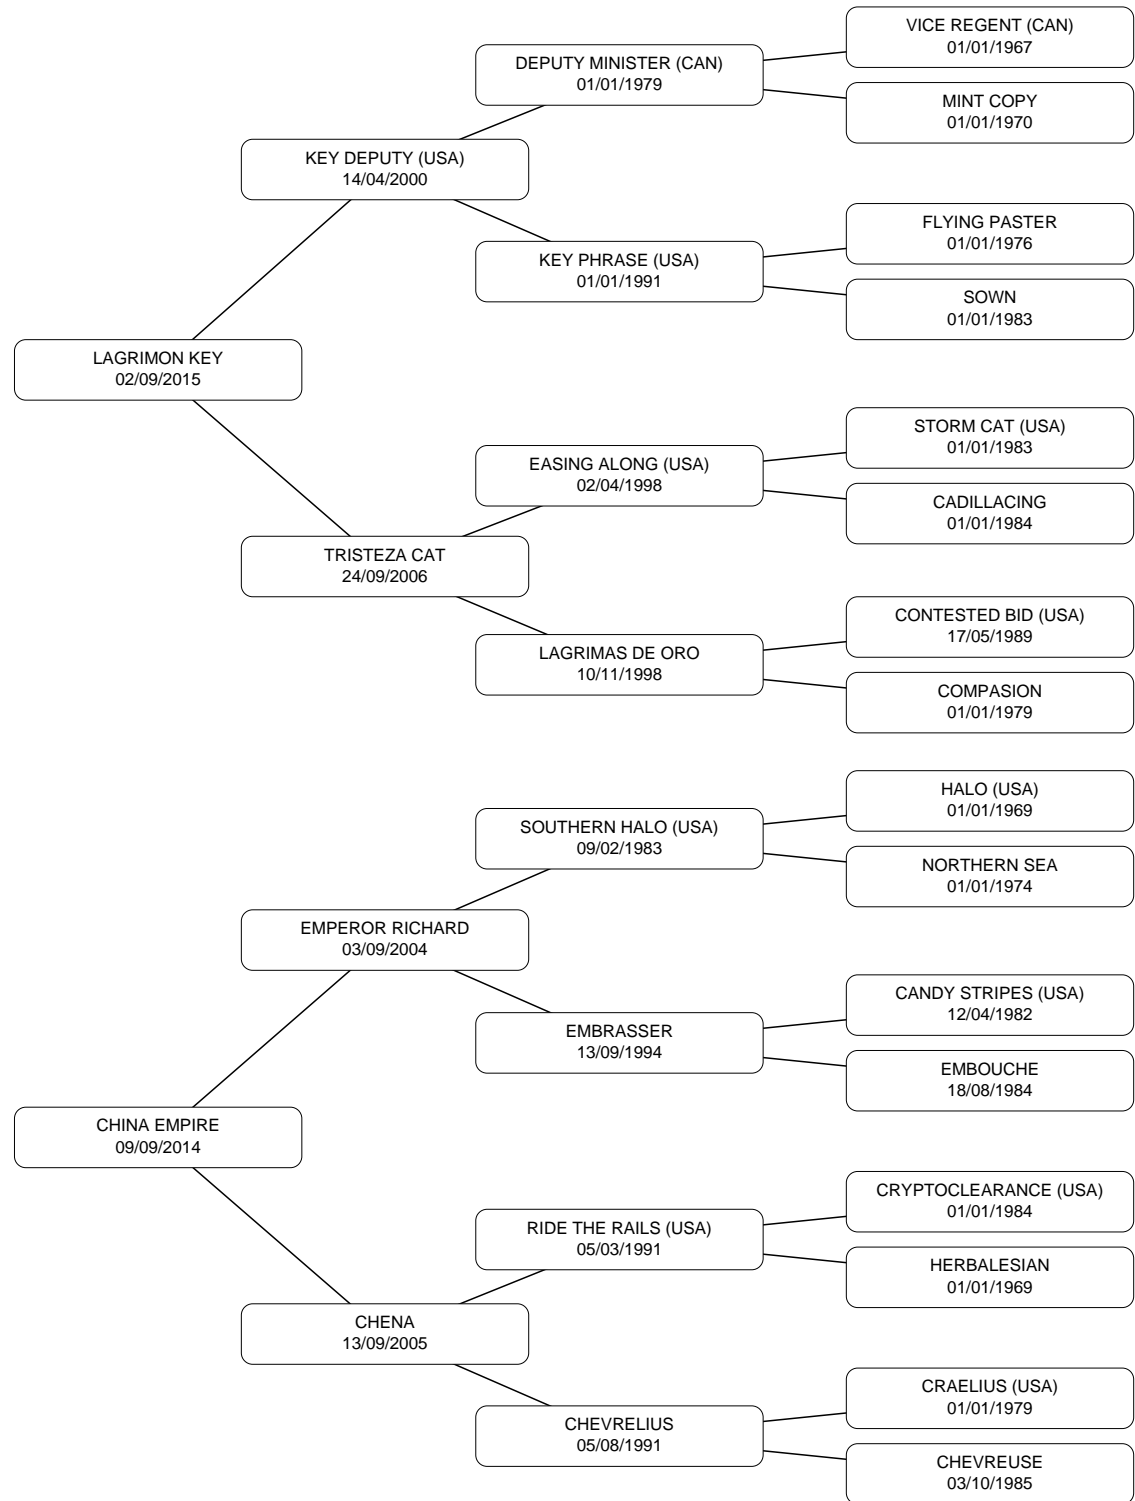 VICE REGENT (CAN)
01/01/1967
DEPUTY MINISTER (CAN)
01/01/1979
MINT COPY
01/01/1970
KEY DEPUTY (USA)
14/04/2000
FLYING PASTER
01/01/1976
KEY PHRASE (USA)
01/01/1991
SOWN
01/01/1983
LAGRIMON KEY
02/09/2015
STORM CAT (USA)
01/01/1983
EASING ALONG (USA)
02/04/1998
CADILLACING
01/01/1984
TRISTEZA CAT
24/09/2006
CONTESTED BID (USA)
17/05/1989
LAGRIMAS DE ORO
10/11/1998
COMPASION
01/01/1979
HALO (USA)
01/01/1969
SOUTHERN HALO (USA)
09/02/1983
NORTHERN SEA
01/01/1974
EMPEROR RICHARD
03/09/2004
CANDY STRIPES (USA)
12/04/1982
EMBRASSER
13/09/1994
EMBOUCHE
18/08/1984
CHINA EMPIRE
09/09/2014
CRYPTOCLEARANCE (USA)
01/01/1984
RIDE THE RAILS (USA)
05/03/1991
HERBALESIAN
01/01/1969
CHENA
13/09/2005
CRAELIUS (USA)
01/01/1979
CHEVRELIUS
05/08/1991
CHEVREUSE
03/10/1985